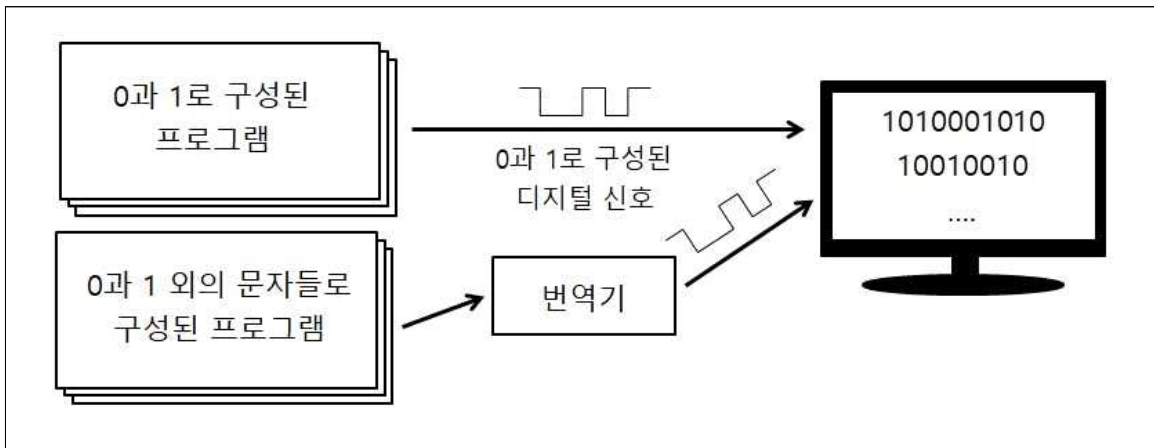 0과 1로 구성된
프로그램
0과 1로 구성된
디지털 신호
1010001010
10010010
....
0과 1 외의 문자들로
구성된 프로그램
번역기